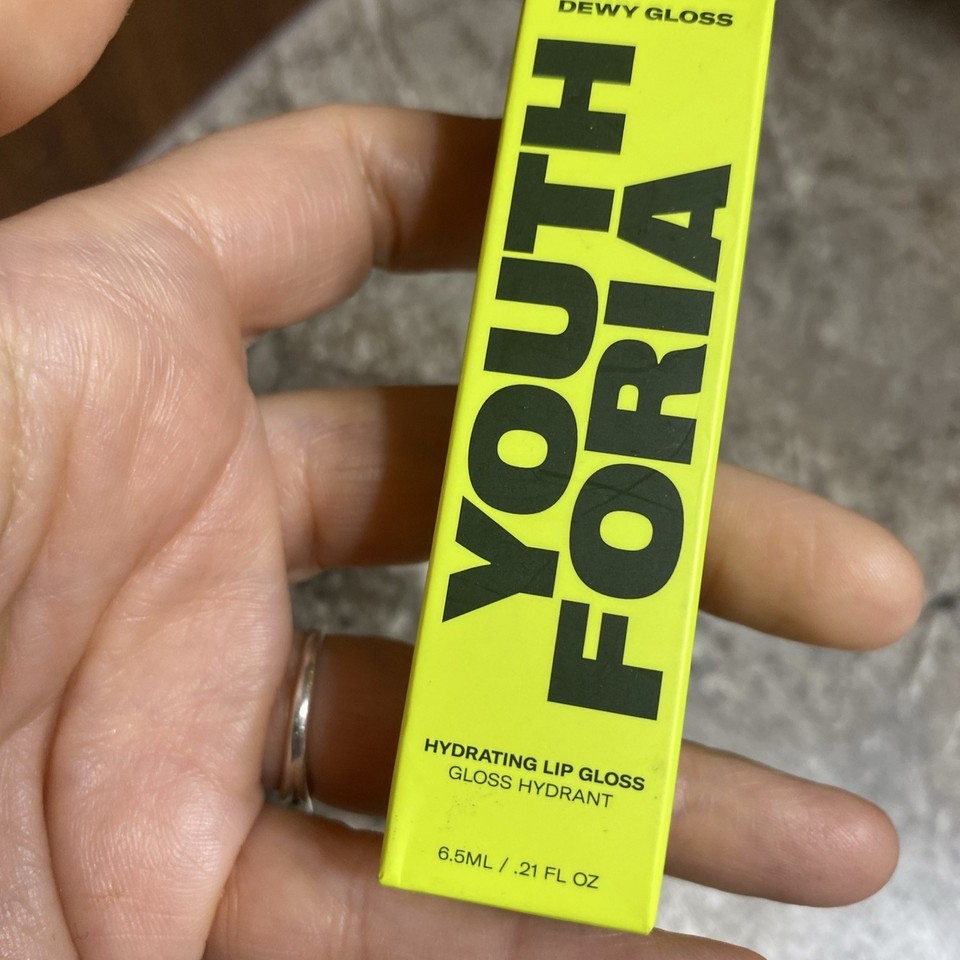 DEWY GLOSS
YOUTH
FORIA
HYDRATING LIP GLOSS
GLOSS HYDRANT
6.5ML / .21 FL OZ